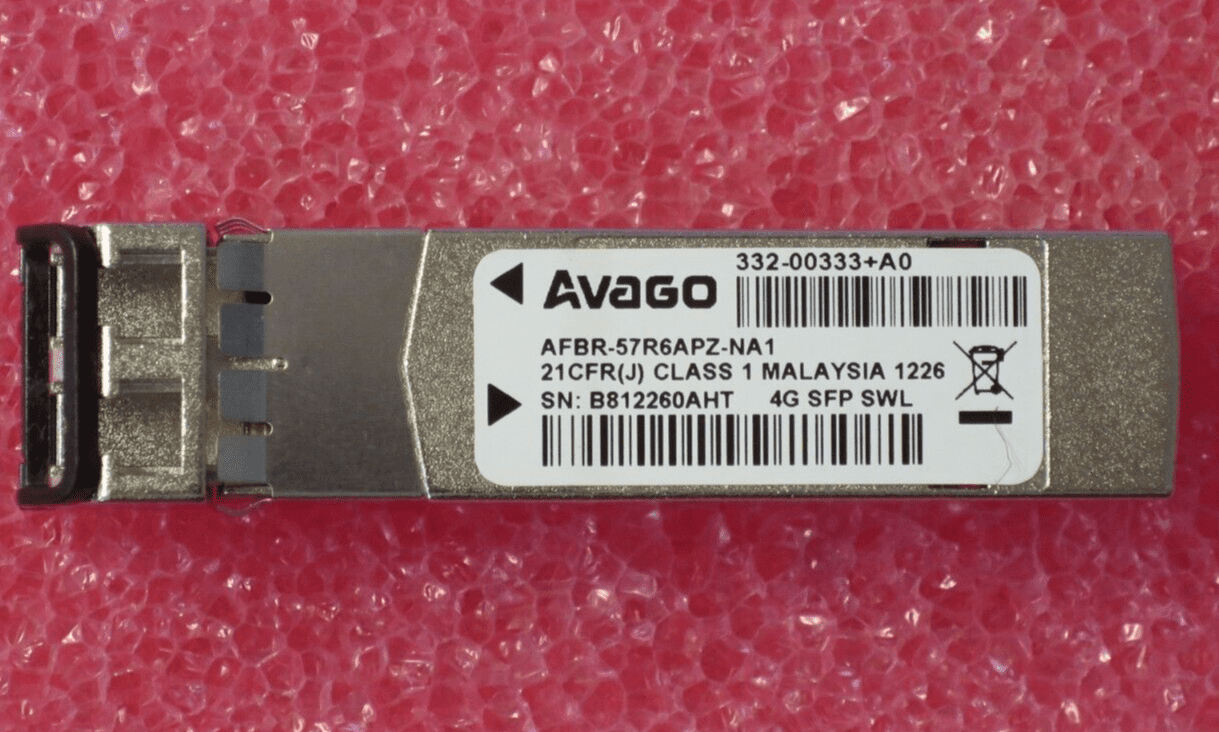 AVAGO
332-00333+A0
AFBR-57R6APZ-NA1
21CFR(J) CLASS 1 MALAYSIA 1226
SN: B812260AHT 4G SFP SWL